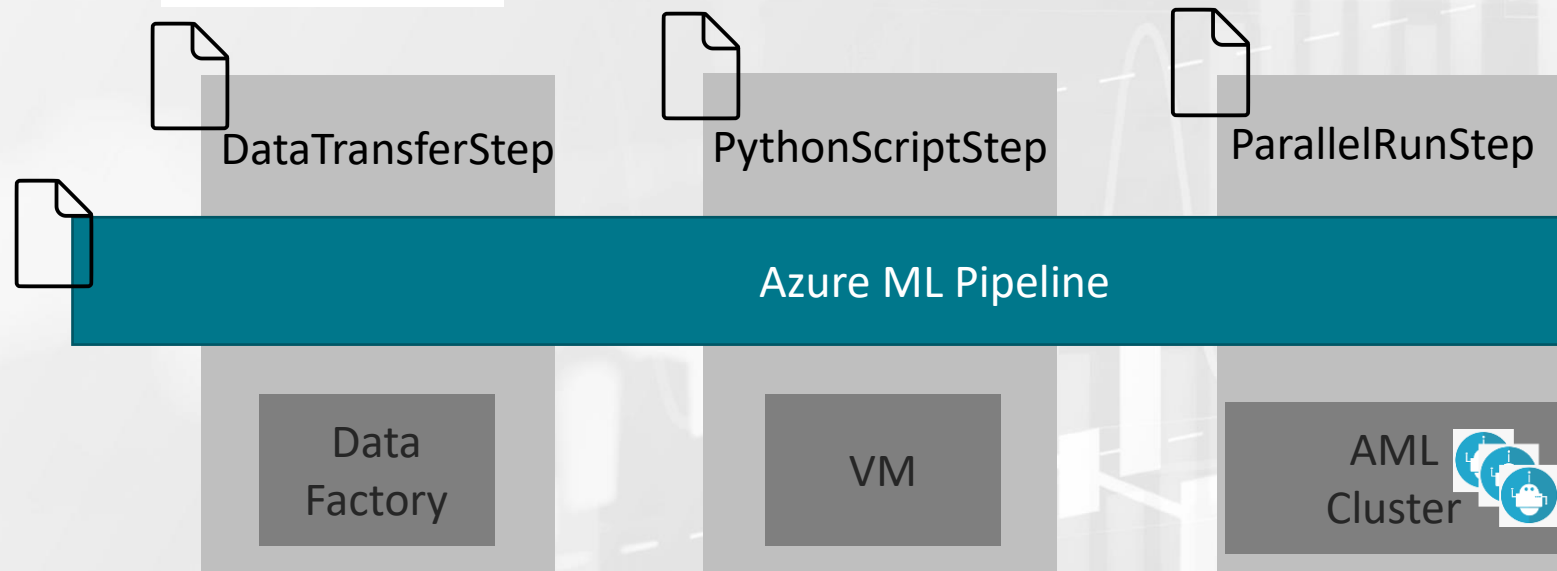 DataTransferStep
PythonScriptStep
ParallelRunStep
Azure ML Pipeline
Data
Factory
VM
AML
Cluster